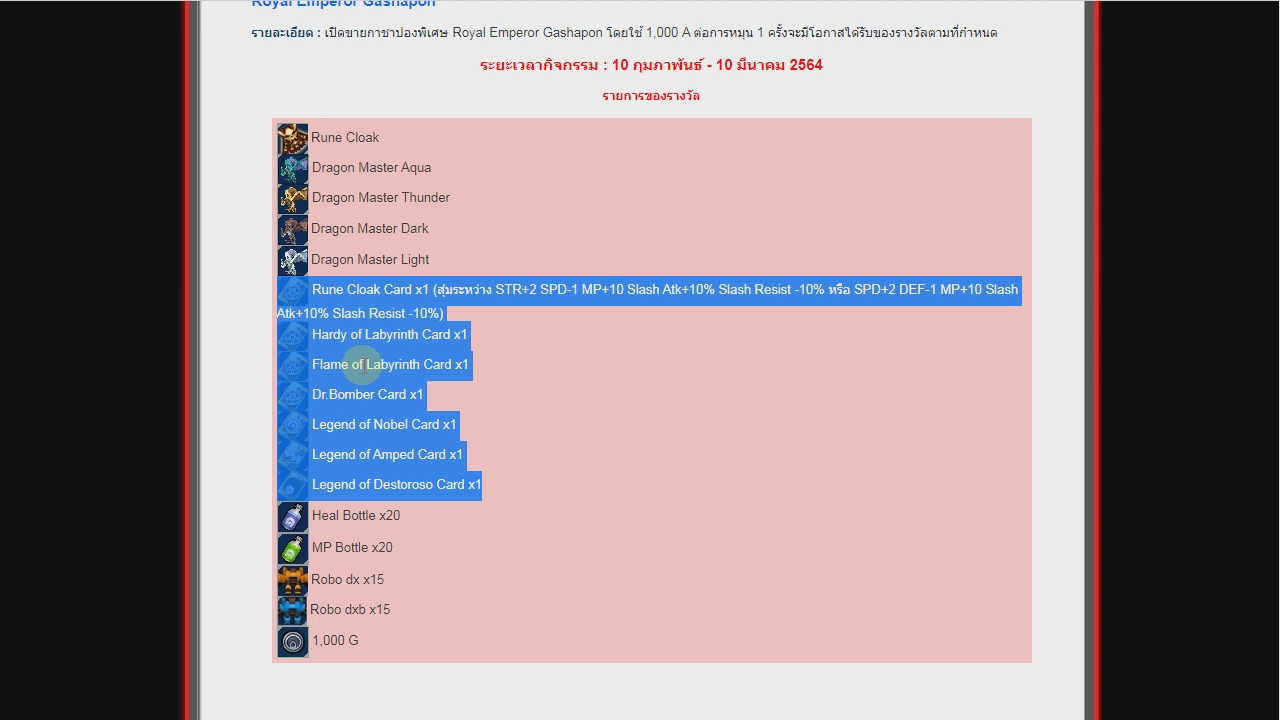 Royal Emperor Gashapon
รายละเอียด : เปิดขายกาชาปองพิเศษ Royal Emperor Gashapon โดยใช้ 1,000 A ต่อการหมุน 1 ครั้งจะมีโอกาสได้รับของรางวัลตามที่กำหนด
ระยะเวลากิจกรรม : 10 กุมภาพันธ์ - 10 มีนาคม 2564
รายการของรางวัล
Rune Cloak
Dragon Master Aqua
Dragon Master Thunder
Dragon Master Dark
Dragon Master Light
Rune Cloak Card x1 (สุ่มระหว่าง STR+2 SPD-1 MP+10 Slash Atk+10% Slash Resist -10% หรือ SPD+2 DEF-1 MP+10 Slash
Atk+10% Slash Resist -10%)
Hardy of Labyrinth Card x1
Flame of Labyrinth Card x1
Dr.Bomber Card x1
Legend of Nobel Card x1
Legend of Amped Card x1
Legend of Destoroso Card x1
Heal Bottle x20
MP Bottle x20
Robo dx x15
Robo dxb x15
1,000 G